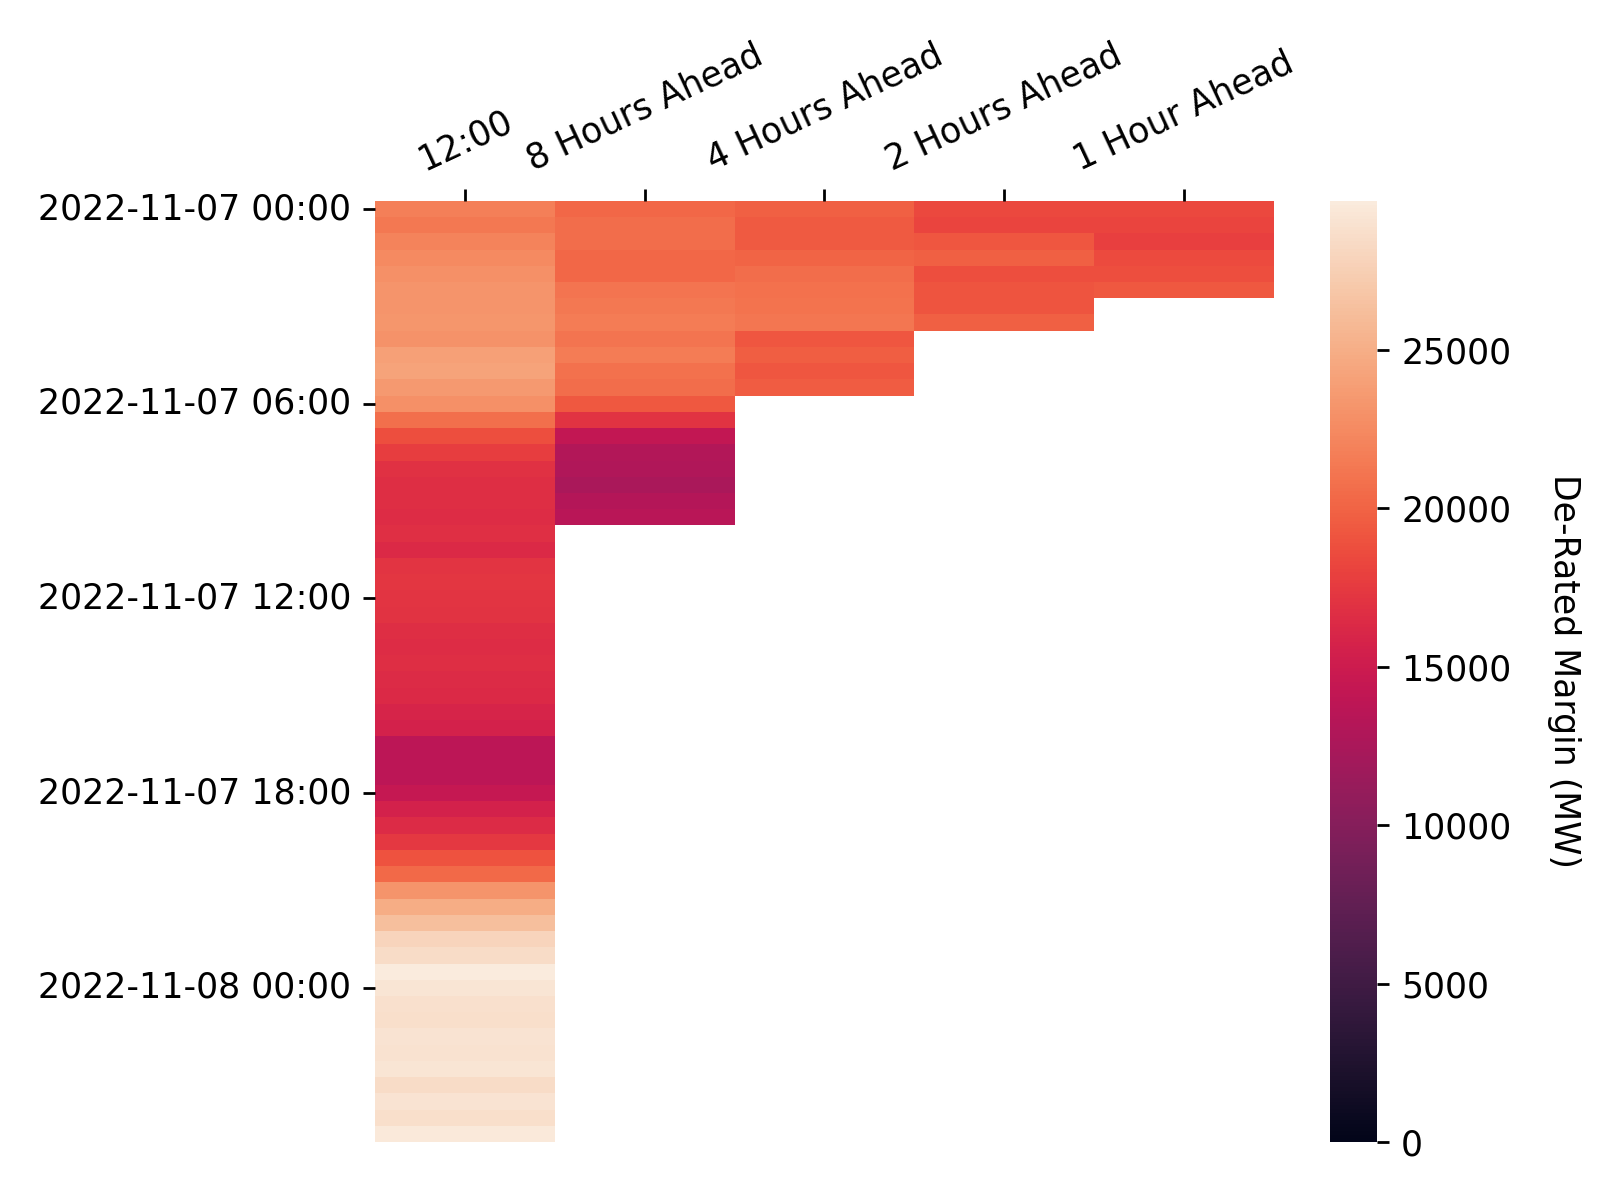 12:00
8 Hours Ahead
4 Hours Ahead
2 Hours Ahead
1 Hour Ahead
2022-11-07 00:00
2022-11-07 06:00
2022-11-07 12:00
2022-11-07 18:00
2022-11-08 00:00
25000
20000
15000
10000
5000
0
De-Rated Margin (MW)